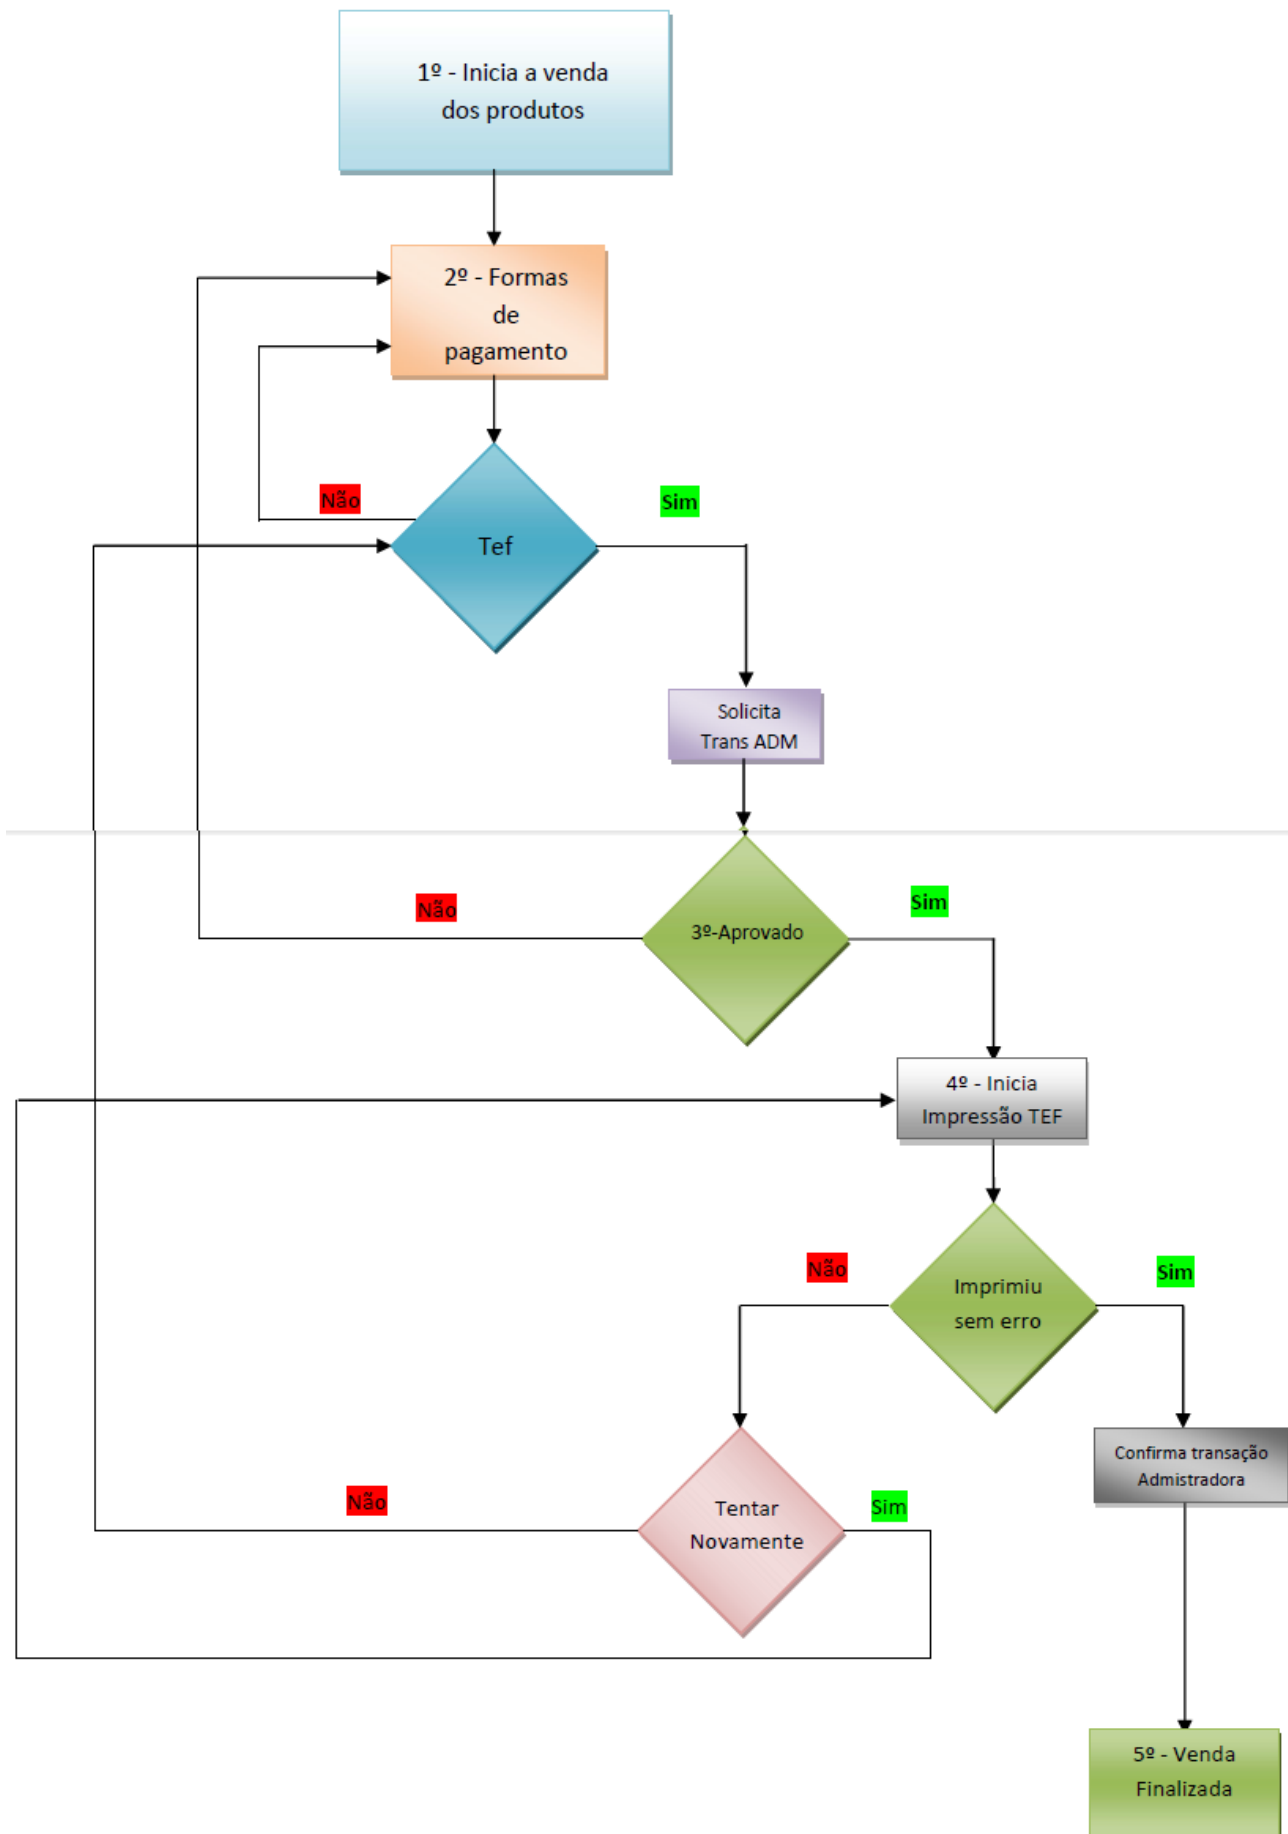 1º - Inicia a venda
dos produtos
2º - Formas
de
pagamento
Não
Sim
Tef
Solicita
Trans ADM
Não
Sim
3º-Aprovado
4º - Inicia
Impressão TEF
Não
Sim
Imprimiu
sem erro
Confirma transação
Admistradora
Não
Sim
Tentar
Novamente
5º - Venda
Finalizada